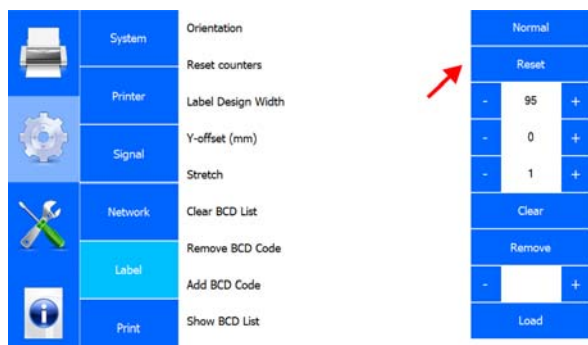 System
Printer
Signal
Network
Label
Print
Orientation Normal
Reset counters Reset
Label Design Width - 95 +
Y-offset (mm) - 0 +
Stretch - 1 +
Clear BCD List Clear
Remove BCD Code Remove
Add BCD Code - +
Show BCD List Load